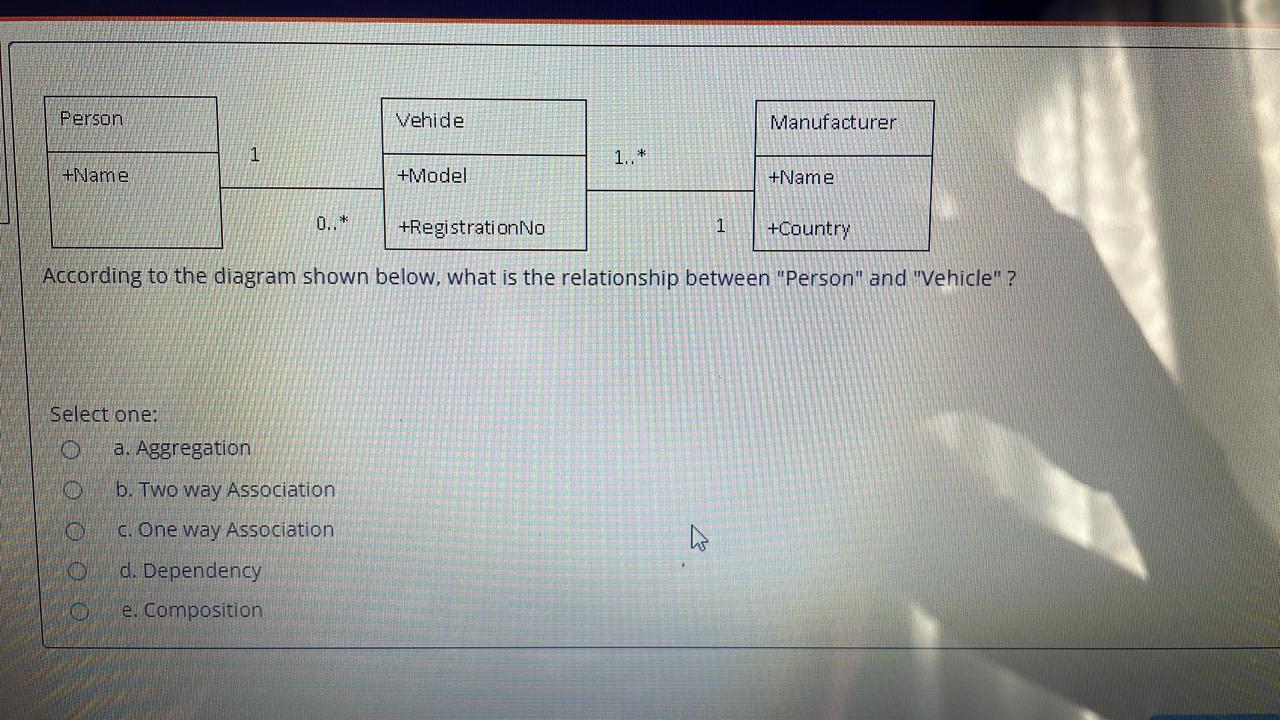 Person
+Name
1
0..*
Vehicle
+Model
+RegistrationNo
1..*
1
Manufacturer
+Name
+Country
According to the diagram shown below, what is the relationship between "Person" and "Vehicle" ?
Select one:
a. Aggregation
b. Two way Association
c. One way Association
d. Dependency
e. Composition